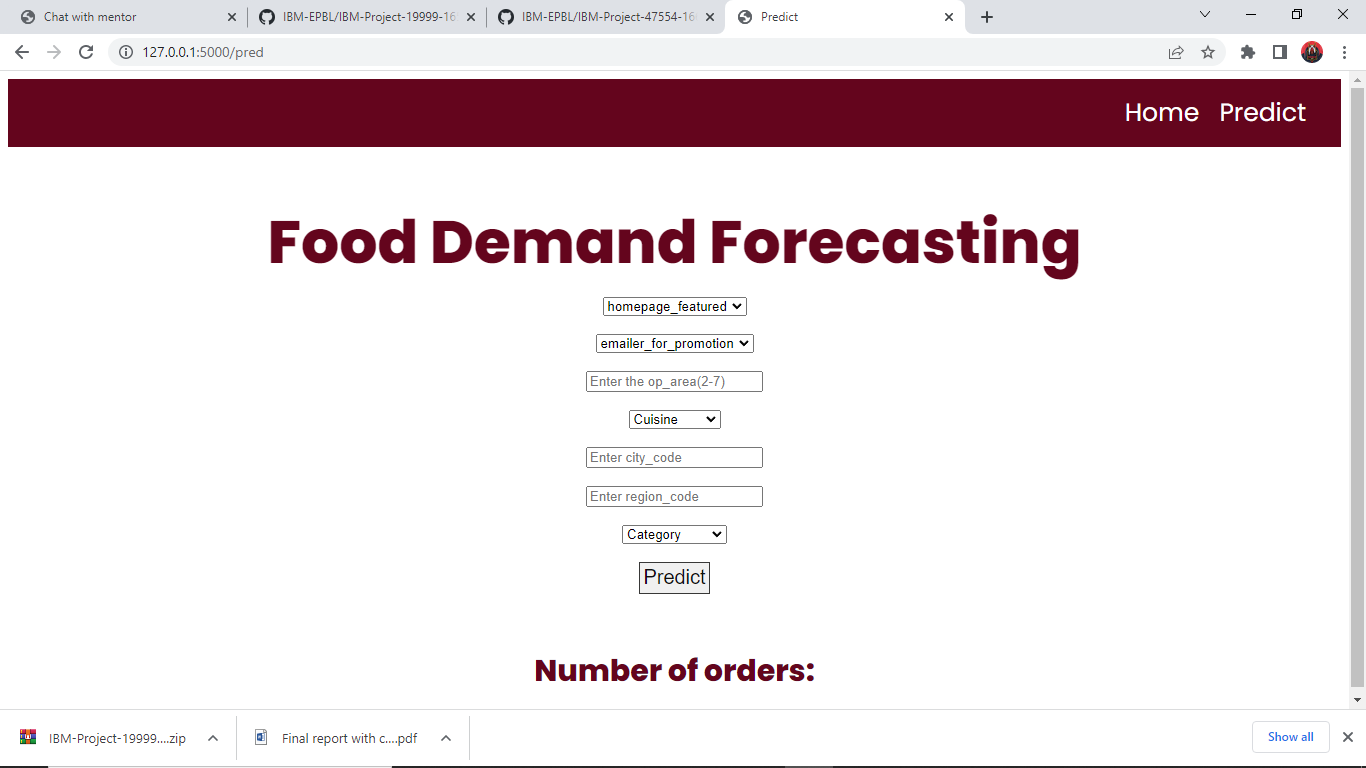 Chat with mentor
IBM-EPBL/IBM-Project-19999-16
IBM-EPBL/IBM-Project-47554-16
Predict
127.0.0.1:5000/pred
Home Predict
Food Demand Forecasting
homepage_featured
emailer_for_promotion
Enter the op_area(2-7)
Cuisine
Enter city_code
Enter region_code
Category
Predict
Number of orders:
IBM-Project-19999....zip
Final report with c....pdf
Show all